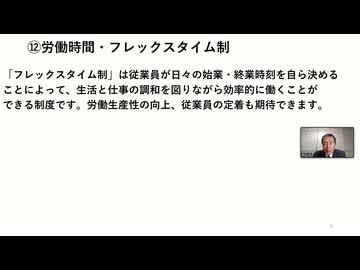 ⑫労働時間・フレックスタイム制
「フレックスタイム制」は従業員が日々の始業・終業時刻を自ら決める
ことによって、生活と仕事の調和を図りながら効率的に働くことが
できる制度です。労働生産性の向上、従業員の定着も期待できます。